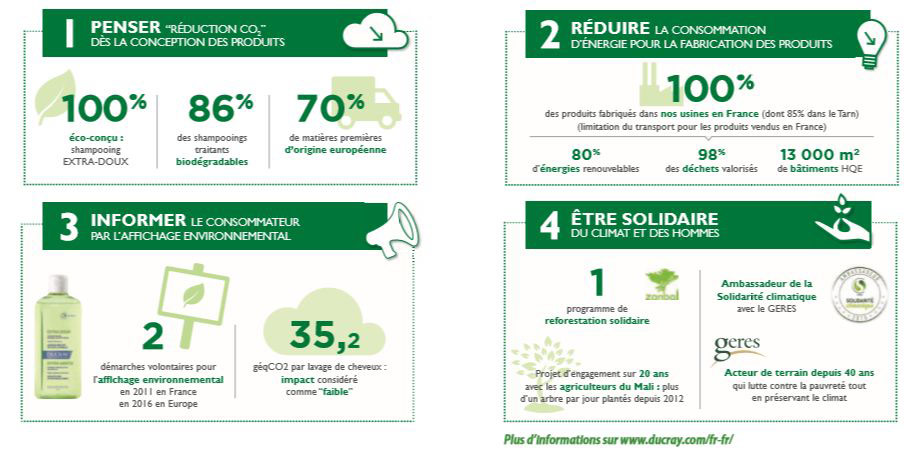 1 PENSER “RÉDUCTION CO2”
DÈS LA CONCEPTION DES PRODUITS
100%
éco-conçu :
shampooing
EXTRA-DOUX
86%
des shampooings
traitants
biodégradables
70%
de matières premières
d’origine européenne
2 RÉDUIRE LA CONSOMMATION
D’ÉNERGIE POUR LA FABRICATION DES PRODUITS
100%
des produits fabriqués dans nos usines en France (dont 85% dans le Tarn)
(limitation du transport pour les produits vendus en France)
80%
d’énergies renouvelables
98%
des déchets valorisés
13 000 m²
de bâtiments HQE
3 INFORMER LE CONSOMMATEUR
PAR L’AFFICHAGE ENVIRONNEMENTAL
DUCRAY
2
démarches volontaires pour
l’affichage environnemental
en 2011 en France
en 2016 en Europe
35,2
géqCO2 par lavage de cheveux :
impact considéré
comme “faible”
4 ÊTRE SOLIDAIRE
DU CLIMAT ET DES HOMMES
1
programme de
reforestation solidaire
zanbal
Projet d’engagement sur 20 ans
avec les agriculteurs du Mali : plus
d’un arbre par jour plantés depuis 2012
Ambassadeur de la
Solidarité climatique
avec le GERES
AMBASSADEUR
SOLIDARITÉ
climatique
geres
Acteur de terrain depuis 40 ans
qui lutte contre la pauvreté tout
en préservant le climat
Plus d’informations sur www.ducray.com/fr-fr/